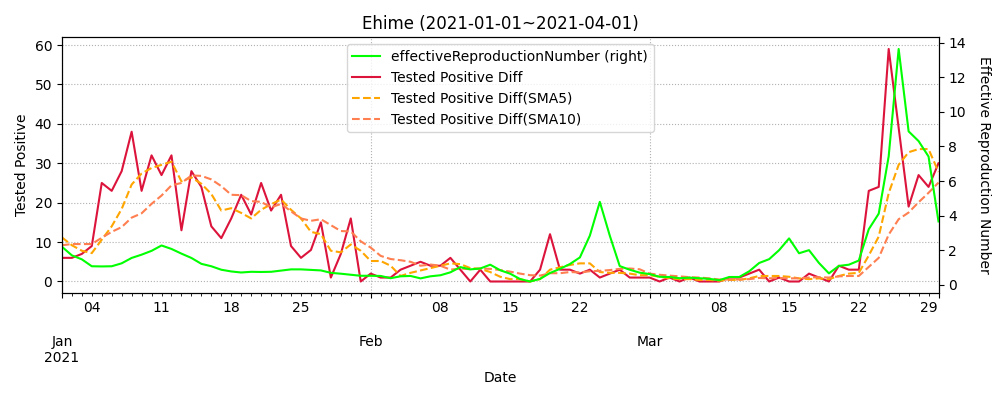 Ehime (2021-01-01~2021-04-01)
effectiveReproductionNumber (right)
Tested Positive Diff
Tested Positive Diff(SMA5)
Tested Positive Diff(SMA10)
Tested Positive
60
50
40
30
20
10
0
14
12
10
8
6
4
2
0
Effective Reproduction Number
04 11 18 25 08 15 22 08 15 22 29
Jan Feb Mar
2021
Date